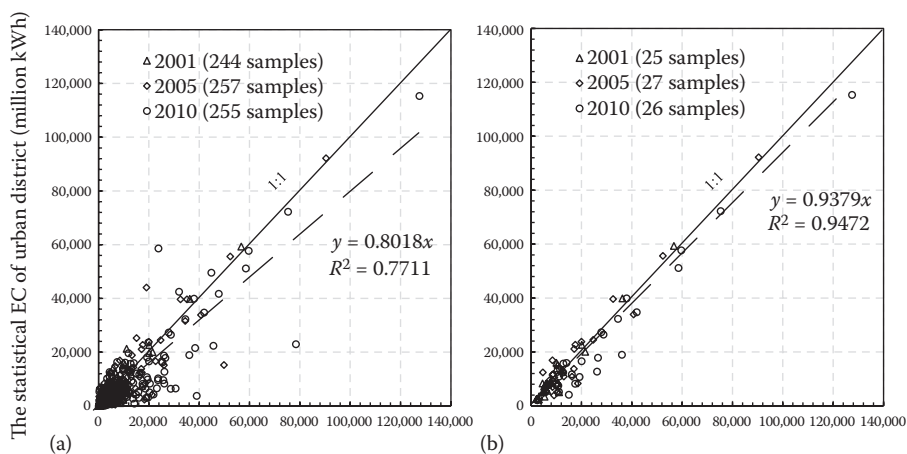 The statistical EC of urban district (million kWh)
140,000
120,000
100,000
80,000
60,000
40,000
20,000
0
2001 (244 samples)
2005 (257 samples)
2010 (255 samples)
1:1
y = 0.8018x
R² = 0.7711
0 20,000 40,000 60,000 80,000 100,000 120,000 140,000
(a)
140,000
120,000
100,000
80,000
60,000
40,000
20,000
0
2001 (25 samples)
2005 (27 samples)
2010 (26 samples)
1:1
y = 0.9379x
R² = 0.9472
0 20,000 40,000 60,000 80,000 100,000 120,000 140,000
(b)